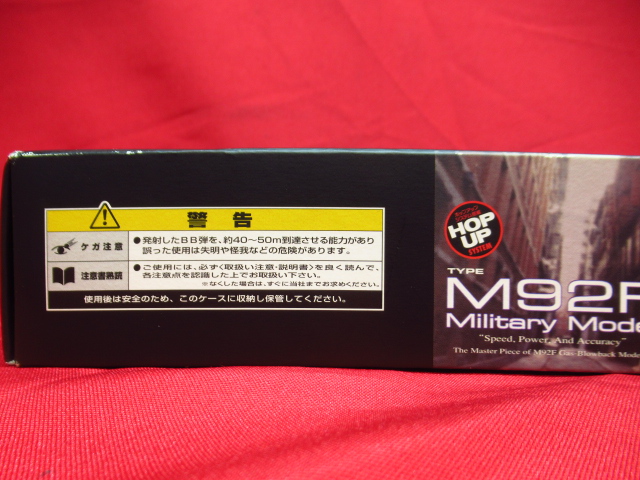 警告
ケガ注意
●発射したBB弾を、約40〜50m到達させる能力があり
誤った使用は失明や怪我などの危険があります。
注意書熟読
●ご使用には、必ず〈取扱い注意・説明書〉を良く読んで、
各注意点を認識した上でお取扱い下さい。
※なくした場合は、すぐに当社までお求めください。
使用後は安全のため、このケースに収納し保管してください。
HOP
UP
SYSTEM
TYPE
M92F
Military Mode
"Speed, Power, And Accuracy"
The Master Piece of M92F Gas Blowback Mode